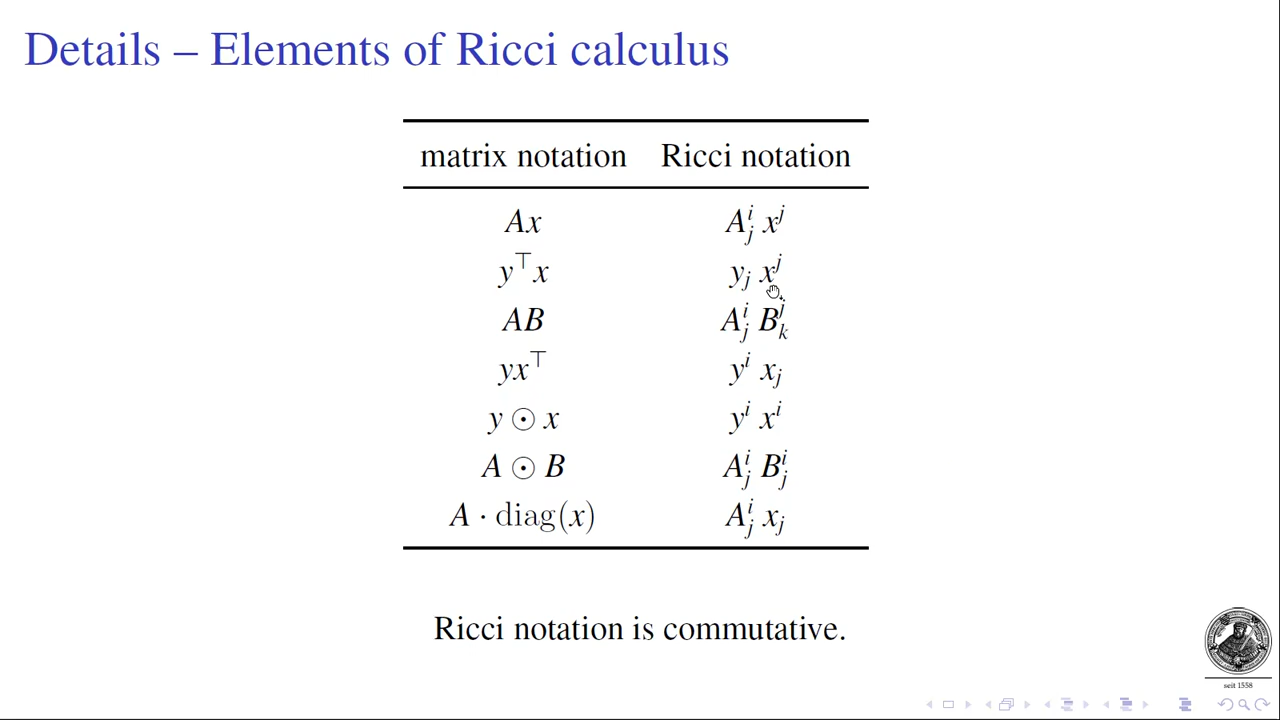 Details – Elements of Ricci calculus
matrix notation Ricci notation
Ax A^i_j x^j
y^⊤x y_j x^j
AB A^i_j B^j_k
yx^⊤ y^i x_j
y ⊙ x y^i x^i
A ⊙ B A^i_j B^i_j
A · diag(x) A^i_j x_j
Ricci notation is commutative.
seit 1558